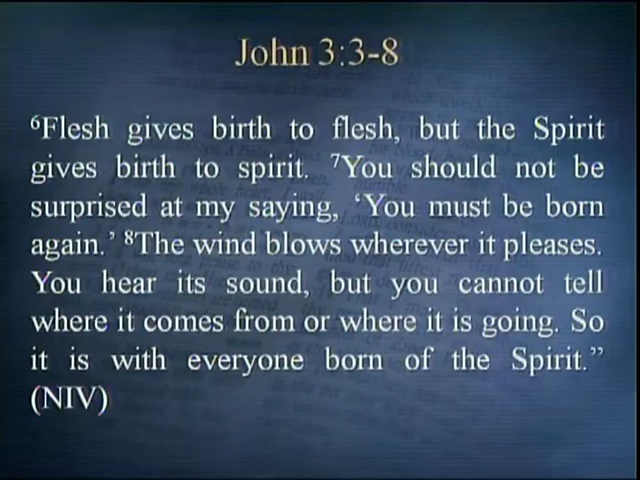 John 3:3-8
⁶Flesh gives birth to flesh, but the Spirit
gives birth to spirit. ⁷You should not be
surprised at my saying, ‘You must be born
again.’ ⁸The wind blows wherever it pleases.
You hear its sound, but you cannot tell
where it comes from or where it is going. So
it is with everyone born of the Spirit.”
(NIV)